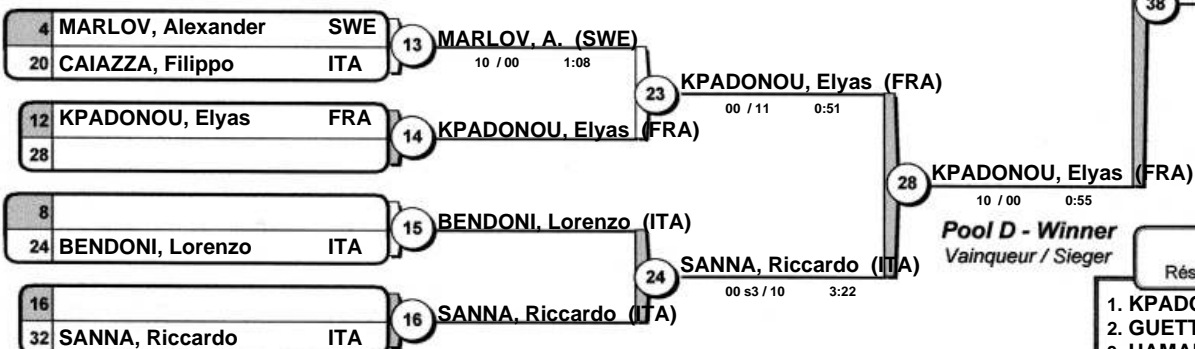 38
4 MARLOV, Alexander SWE
20 CAIAZZA, Filippo ITA
13
MARLOV, A. (SWE)
10 / 00 1:08
12 KPADONOU, Elyas FRA
28
14
KPADONOU, Elyas (FRA)
23
KPADONOU, Elyas (FRA)
00 / 11 0:51
8
24 BENDONI, Lorenzo ITA
15
BENDONI, Lorenzo (ITA)
16
32 SANNA, Riccardo ITA
16
SANNA, Riccardo (ITA)
24
SANNA, Riccardo (ITA)
00 s3 / 10 3:22
28
KPADONOU, Elyas (FRA)
10 / 00 0:55
Pool D - Winner
Vainqueur / Sieger
Rés
1. KPADO
2. GUETT